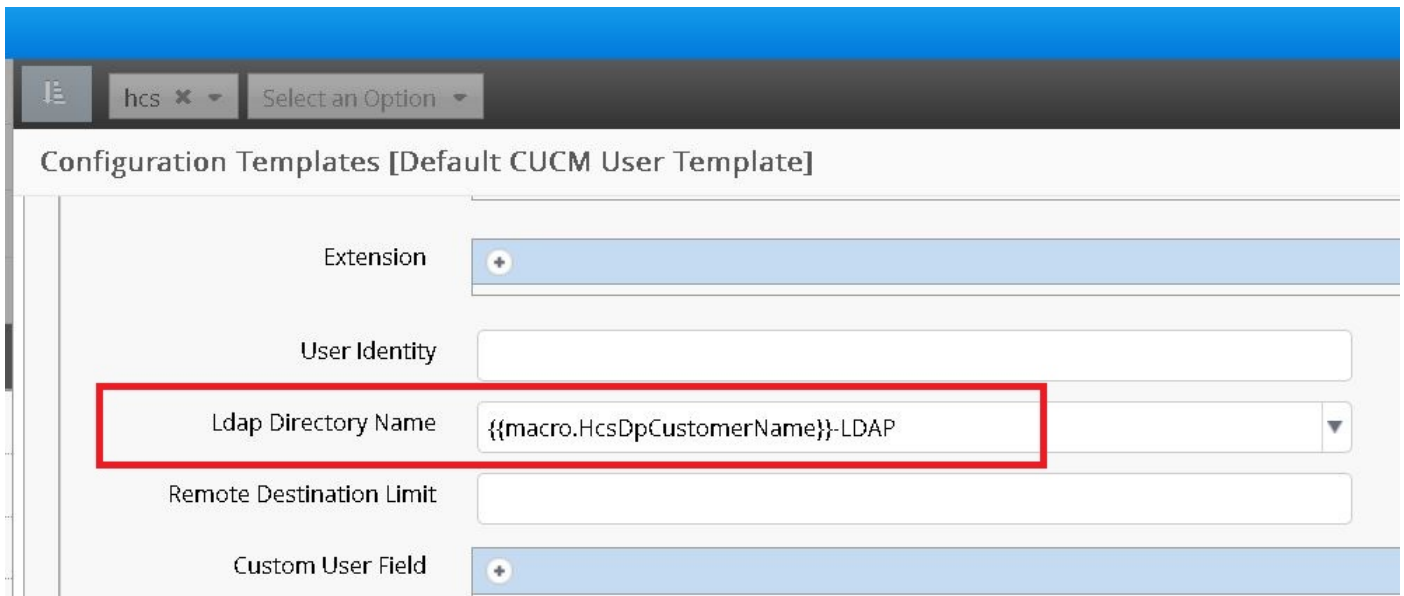 hcs Select an Option
Configuration Templates [Default CUCM User Template]
Extension
User Identity
Ldap Directory Name {{macro.HcsDpCustomerName}}-LDAP
Remote Destination Limit
Custom User Field